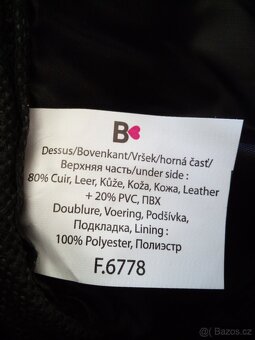 B
Dessus/Bovenkant/Vršek/horná časť/
Верхняя часть/under side :
80% Cuir, Leer, Kůže, Koža, Кожа, Leather
+ 20% PVC, ПВХ
Doublure, Voering, Podšívka,
Подкладка, Lining :
100% Polyester, Полиэстр
F.6778
sbazar.cz